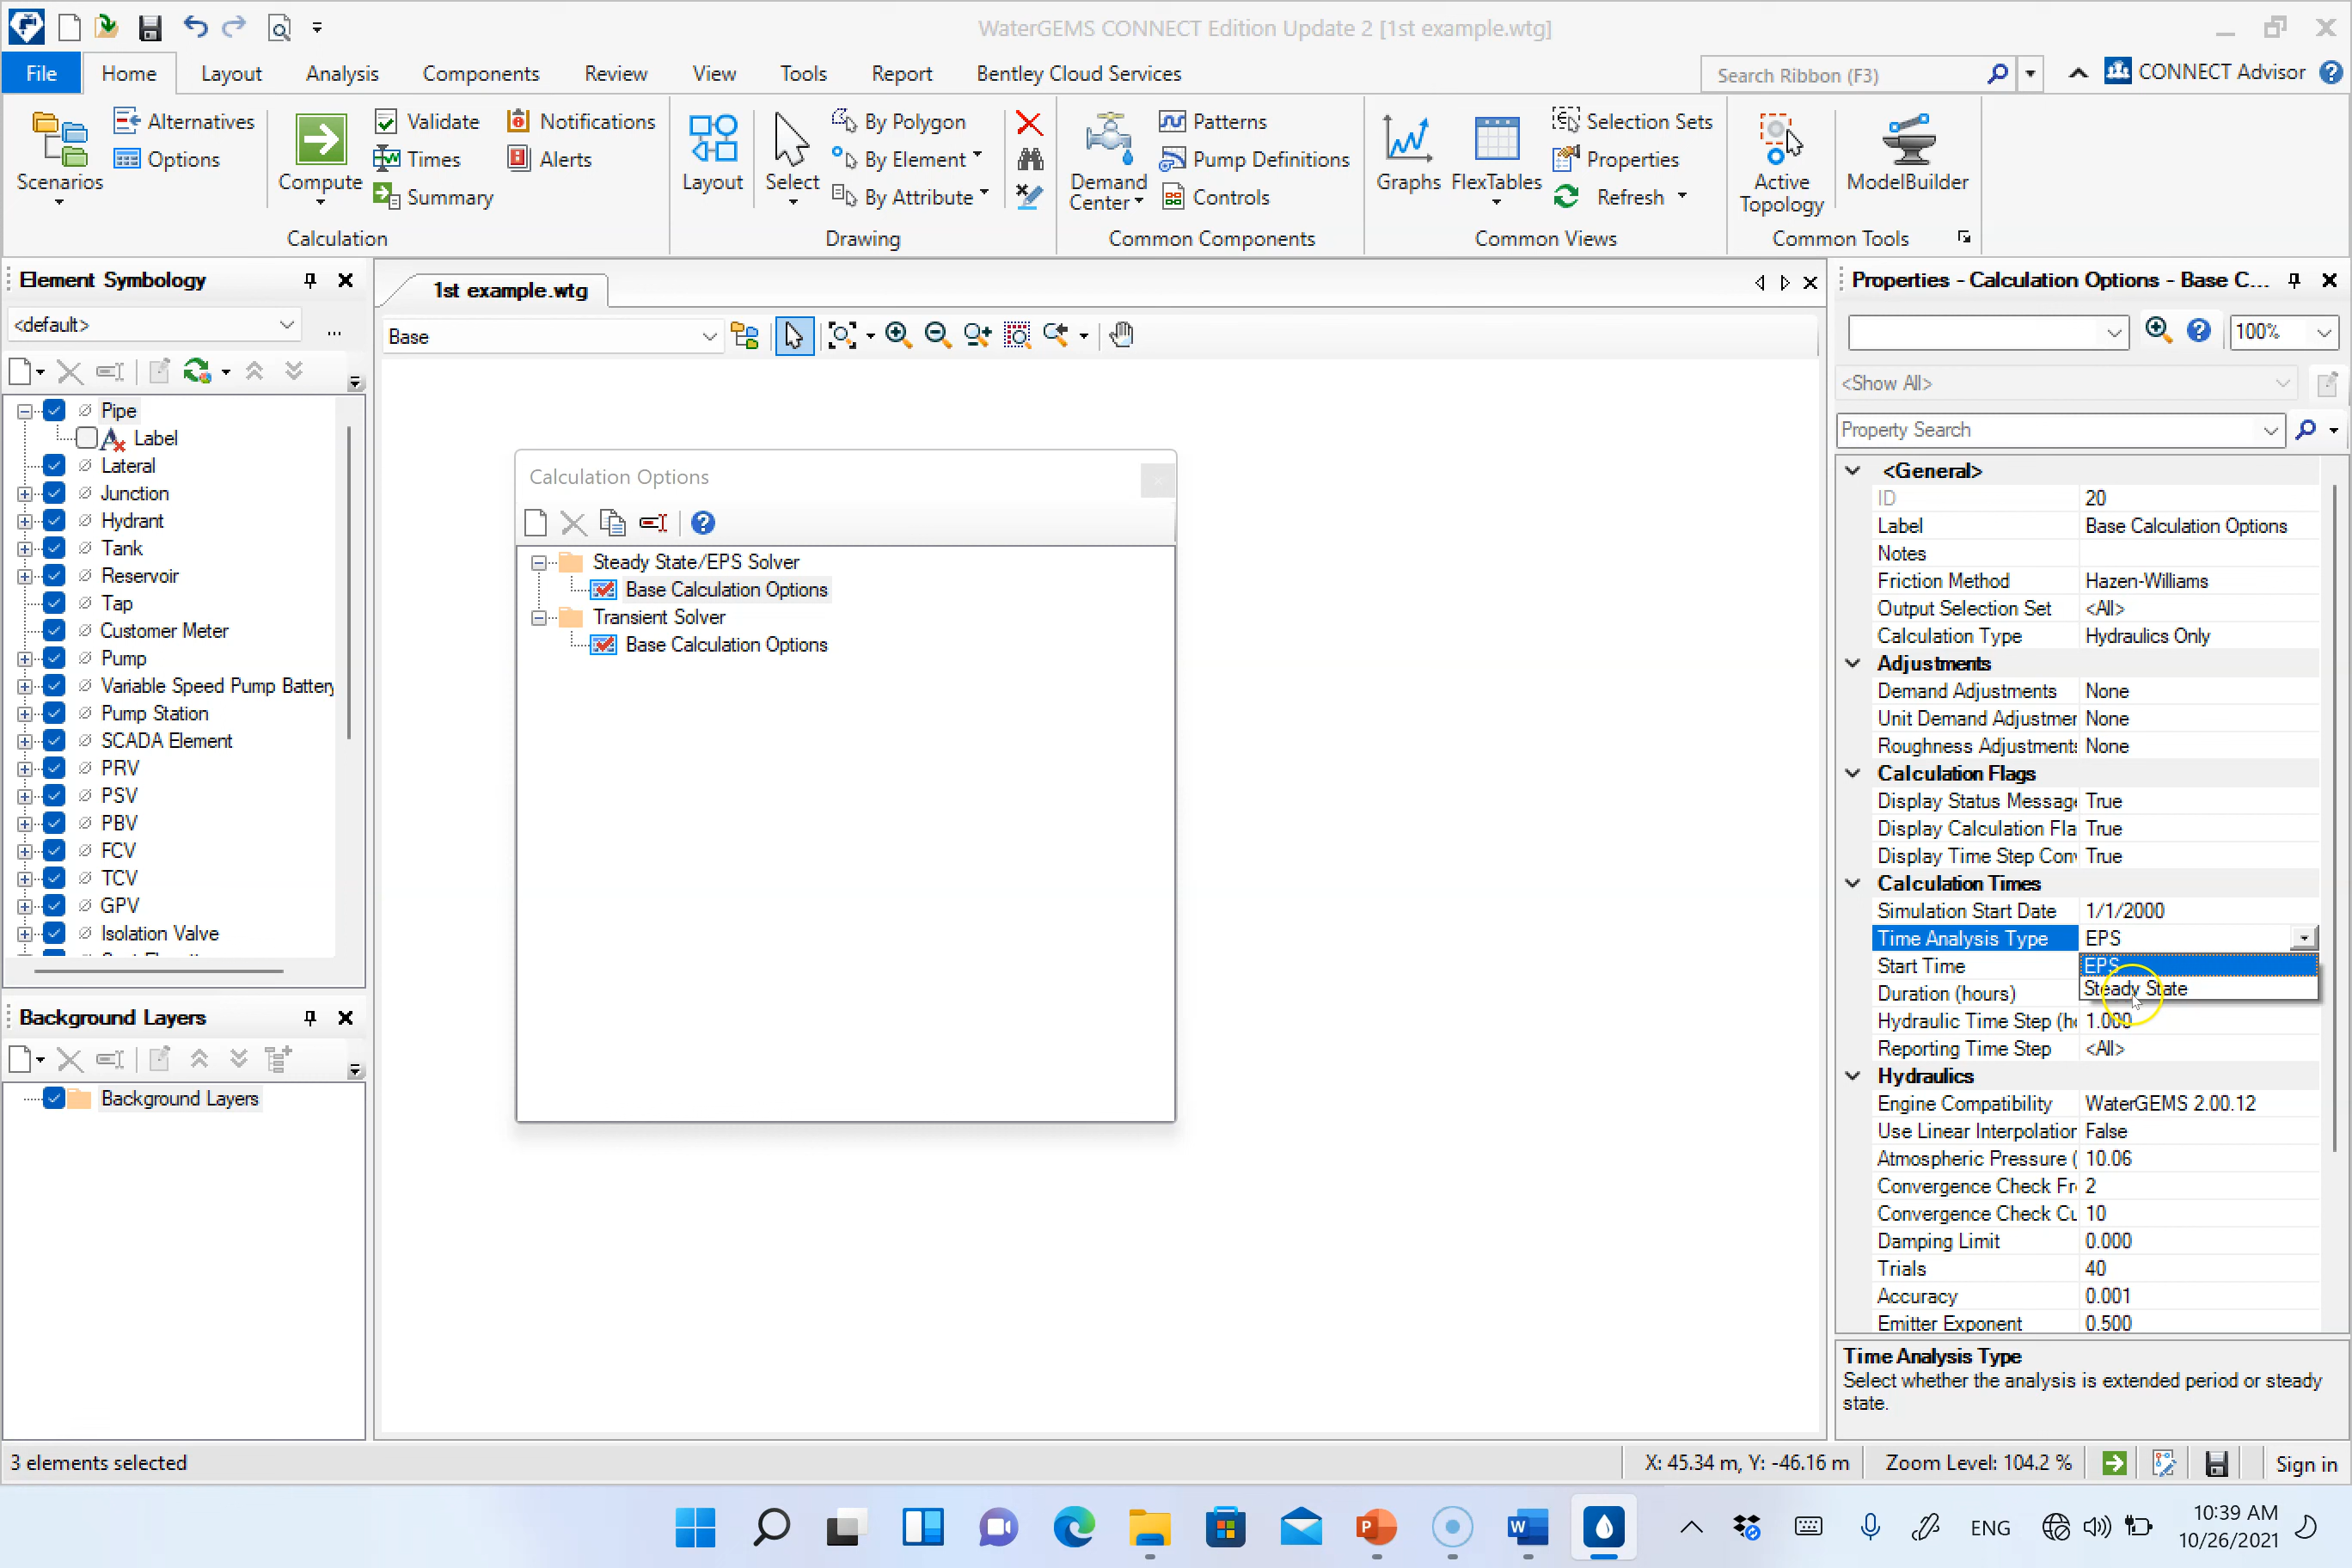 WaterGEMS CONNECT Edition Update 2 [1st example.wtg]
File Home Layout Analysis Components Review View Tools Report Bentley Cloud Services
Search Ribbon (F3) CONNECT Advisor
Scenarios
Alternatives
Options
Compute
Validate
Times
Summary
Notifications
Alerts
Calculation
Layout
Select
By Polygon
By Element
By Attribute
Drawing
Demand
Center
Patterns
Pump Definitions
Controls
Common Components
Graphs
FlexTables
Selection Sets
Properties
Refresh
Common Views
Active
Topology
ModelBuilder
Common Tools
Element Symbology
<default>
...
Pipe
Label
Lateral
Junction
Hydrant
Tank
Reservoir
Tap
Customer Meter
Pump
Variable Speed Pump Battery
Pump Station
SCADA Element
PRV
PSV
PBV
FCV
TCV
GPV
Isolation Valve
Background Layers
Background Layers
1st example.wtg
Base
Calculation Options
Steady State/EPS Solver
Base Calculation Options
Transient Solver
Base Calculation Options
Properties - Calculation Options - Base C...
100%
<Show All>
Property Search
<General>
ID 20
Label Base Calculation Options
Notes
Friction Method Hazen-Williams
Output Selection Set <All>
Calculation Type Hydraulics Only
Adjustments
Demand Adjustments None
Unit Demand Adjustmer None
Roughness Adjustments None
Calculation Flags
Display Status Message True
Display Calculation Fla True
Display Time Step Conv True
Calculation Times
Simulation Start Date 1/1/2000
Time Analysis Type EPS
Start Time EPS
Steady State
Duration (hours)
Hydraulic Time Step (ho 1.000
Reporting Time Step <All>
Hydraulics
Engine Compatibility WaterGEMS 2.00.12
Use Linear Interpolation False
Atmospheric Pressure ( 10.06
Convergence Check Fr 2
Convergence Check Cu 10
Damping Limit 0.000
Trials 40
Accuracy 0.001
Emitter Exponent 0.500
Time Analysis Type
Select whether the analysis is extended period or steady
state.
3 elements selected
X: 45.34 m, Y: -46.16 m
Zoom Level: 104.2 %
Sign in
ENG
10:39 AM
10/26/2021